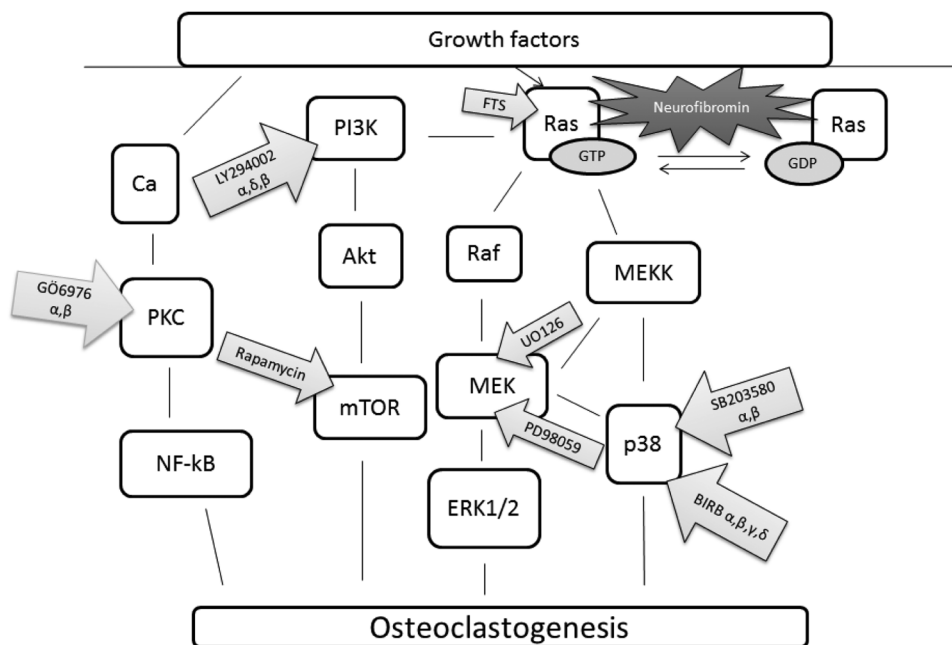 Growth factors
FTS
Ras
GTP
Neurofibromin
Ras
GDP
PI3K
LY294002
α,δ,β
Ca
Akt
Raf
MEKK
GÖ6976
α,β
PKC
UO126
Rapamycin
mTOR
MEK
SB203580
α,β
PD98059
p38
NF-kB
ERK1/2
BIRB α,β,γ,δ
Osteoclastogenesis